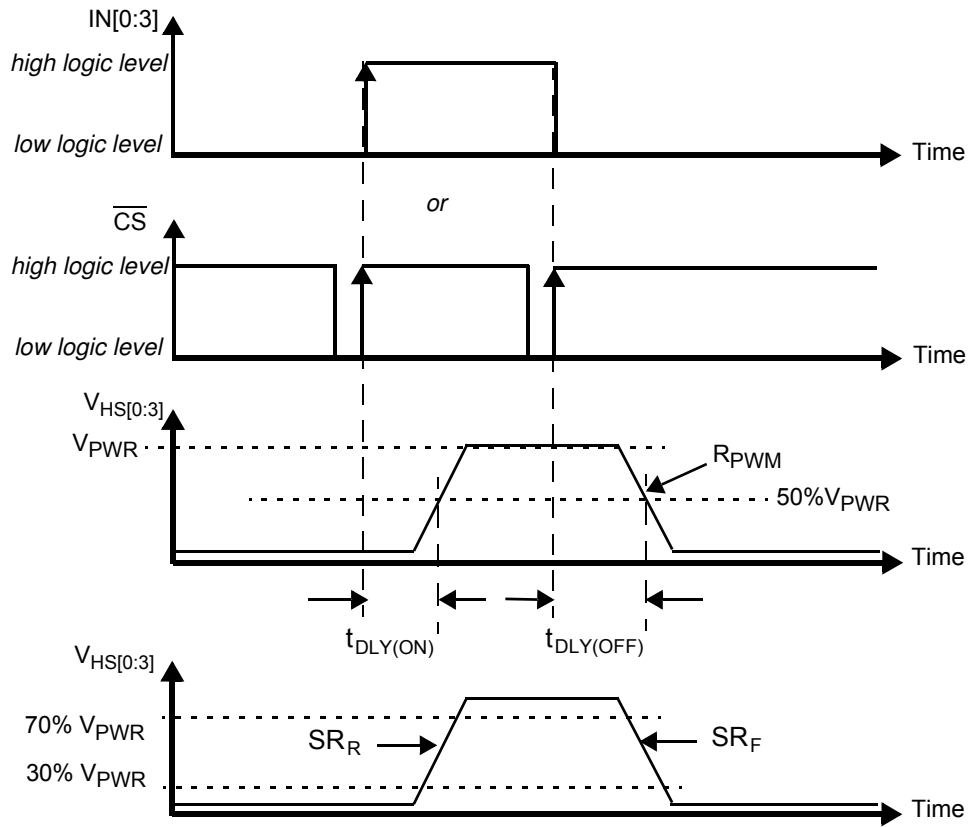 IN[0:3]
high logic level
low logic level
Time
or
CS
high logic level
low logic level
Time
VHS[0:3]
VPWR
RPWM
50%VPWR
Time
tDLY(ON)
tDLY(OFF)
VHS[0:3]
70% VPWR
SRR
SRF
30% VPWR
Time